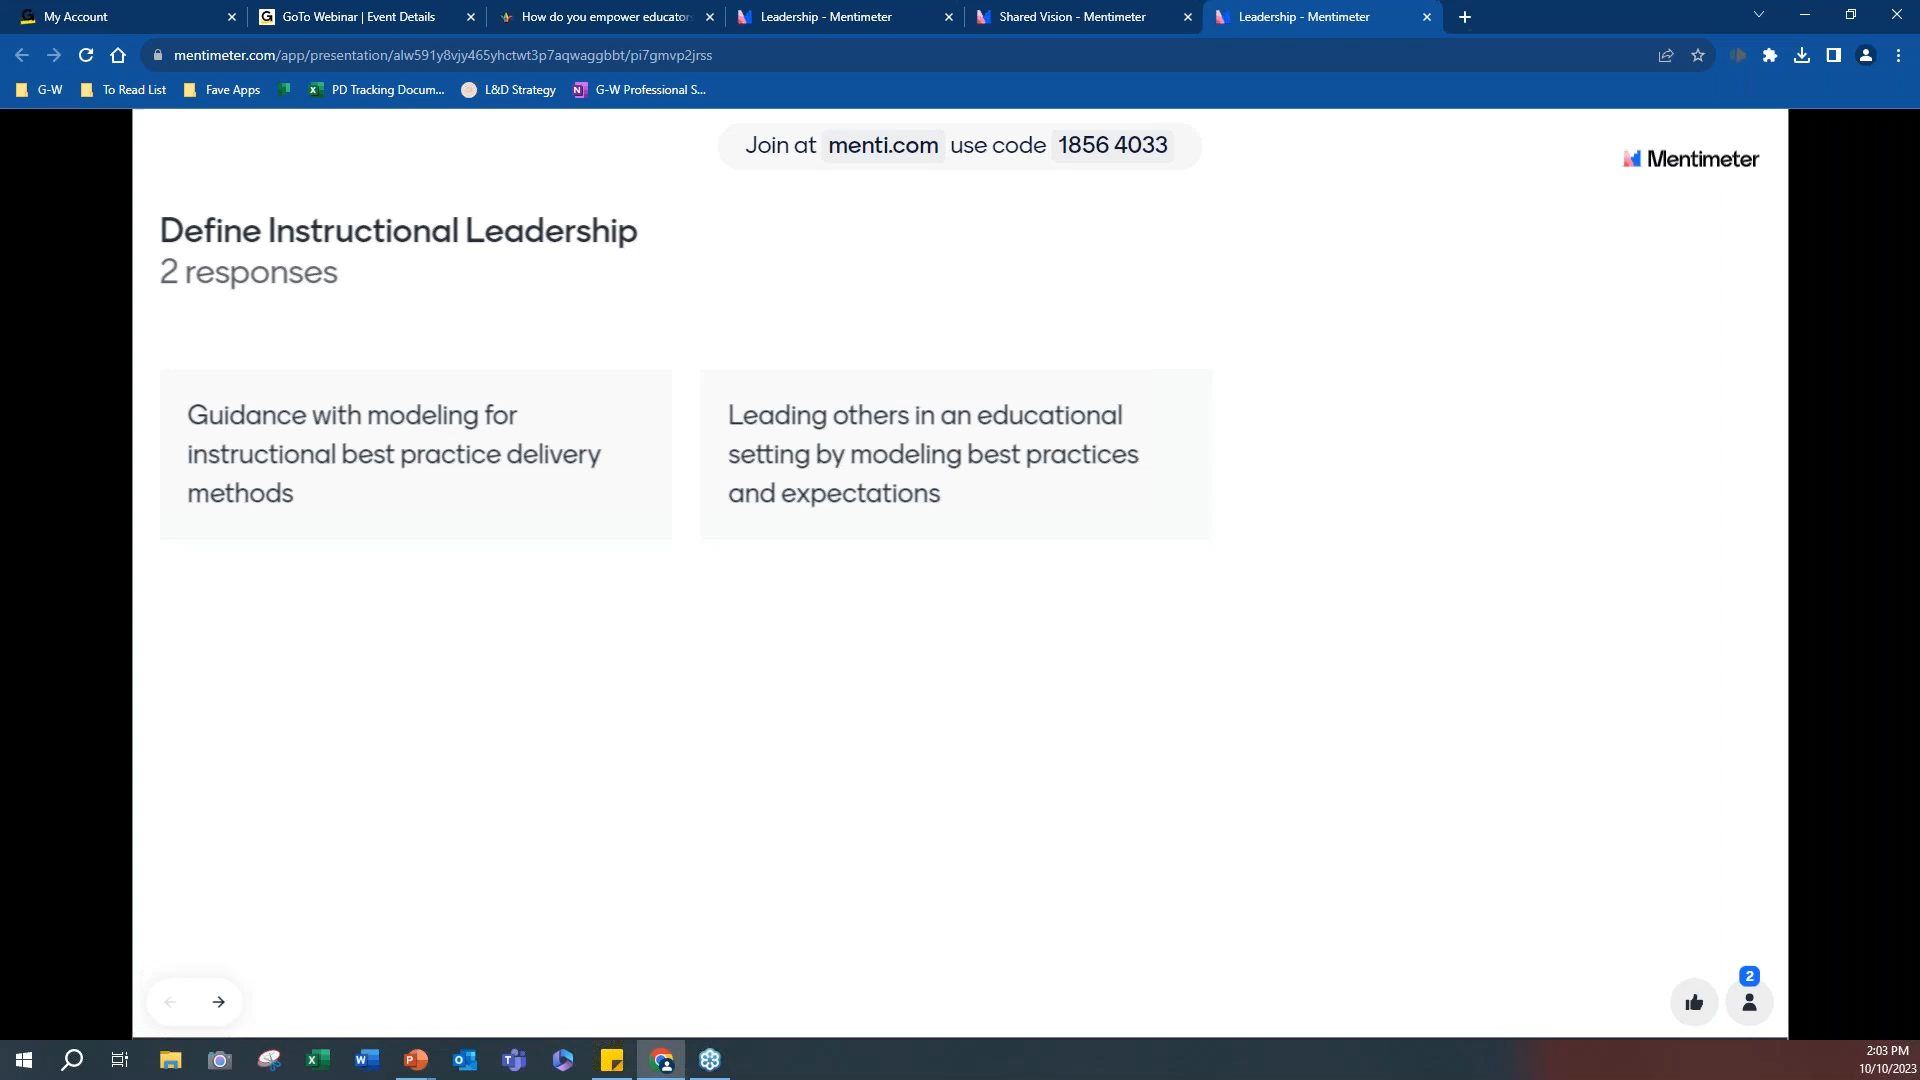 My Account
GoTo Webinar | Event Details
How do you empower educator
Leadership - Mentimeter
Shared Vision - Mentimeter
Leadership - Mentimeter
mentimeter.com/app/presentation/alw591y8vjy465yhctwt3p7aqwaggbbt/pi7gmvp2jrss
G-W
To Read List
Fave Apps
PD Tracking Docum...
L&D Strategy
G-W Professional S...
Join at menti.com use code 1856 4033
Mentimeter
Define Instructional Leadership
2 responses
Guidance with modeling for
instructional best practice delivery
methods
Leading others in an educational
setting by modeling best practices
and expectations
2
2:03 PM
10/10/2023